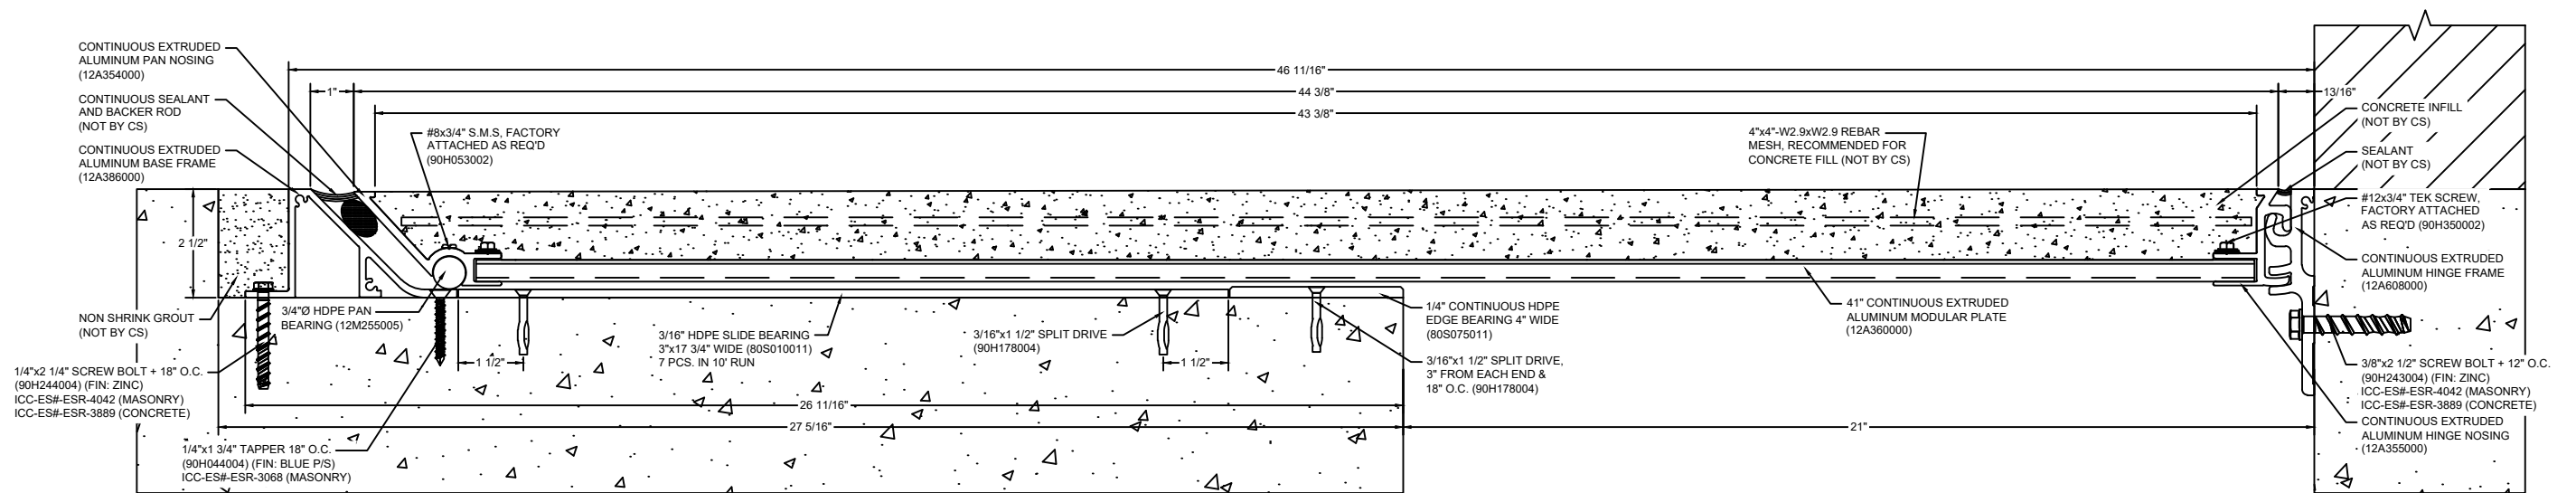 CONTINUOUS EXTRUDED
ALUMINUM PAN NOSING
(12A354000)
CONTINUOUS SEALANT
AND BACKER ROD
(NOT BY CS)
CONTINUOUS EXTRUDED
ALUMINUM BASE FRAME
(12A386000)
46 11/16"
1"
44 3/8"
13/16"
43 3/8"
#8x3/4" S.M.S, FACTORY
ATTACHED AS REQ'D
(90H053002)
4"x4"-W2.9xW2.9 REBAR
MESH, RECOMMENDED FOR
CONCRETE FILL (NOT BY CS)
CONCRETE INFILL
(NOT BY CS)
SEALANT
(NOT BY CS)
#12x3/4" TEK SCREW,
FACTORY ATTACHED
AS REQ'D (90H350002)
CONTINUOUS EXTRUDED
ALUMINUM HINGE FRAME
(12A608000)
2 1/2"
NON SHRINK GROUT
(NOT BY CS)
3/4"Ø HDPE PAN
BEARING (12M255005)
3/16" HDPE SLIDE BEARING
3"x17 3/4" WIDE (80S010011)
7 PCS. IN 10' RUN
3/16"x1 1/2" SPLIT DRIVE
(90H178004)
1/4" CONTINUOUS HDPE
EDGE BEARING 4" WIDE
(80S075011)
3/16"x1 1/2" SPLIT DRIVE,
3" FROM EACH END &
18" O.C. (90H178004)
41" CONTINUOUS EXTRUDED
ALUMINUM MODULAR PLATE
(12A360000)
1 1/2"
1 1/2"
1/4"x2 1/4" SCREW BOLT + 18" O.C.
(90H244004) (FIN: ZINC)
ICC-ES#-ESR-4042 (MASONRY)
ICC-ES#-ESR-3889 (CONCRETE)
3/8"x2 1/2" SCREW BOLT + 12" O.C.
(90H243004) (FIN: ZINC)
ICC-ES#-ESR-4042 (MASONRY)
ICC-ES#-ESR-3889 (CONCRETE)
CONTINUOUS EXTRUDED
ALUMINUM HINGE NOSING
(12A355000)
26 11/16"
27 5/16"
21"
1/4"x1 3/4" TAPPER 18" O.C.
(90H044004) (FIN: BLUE P/S)
ICC-ES#-ESR-3068 (MASONRY)